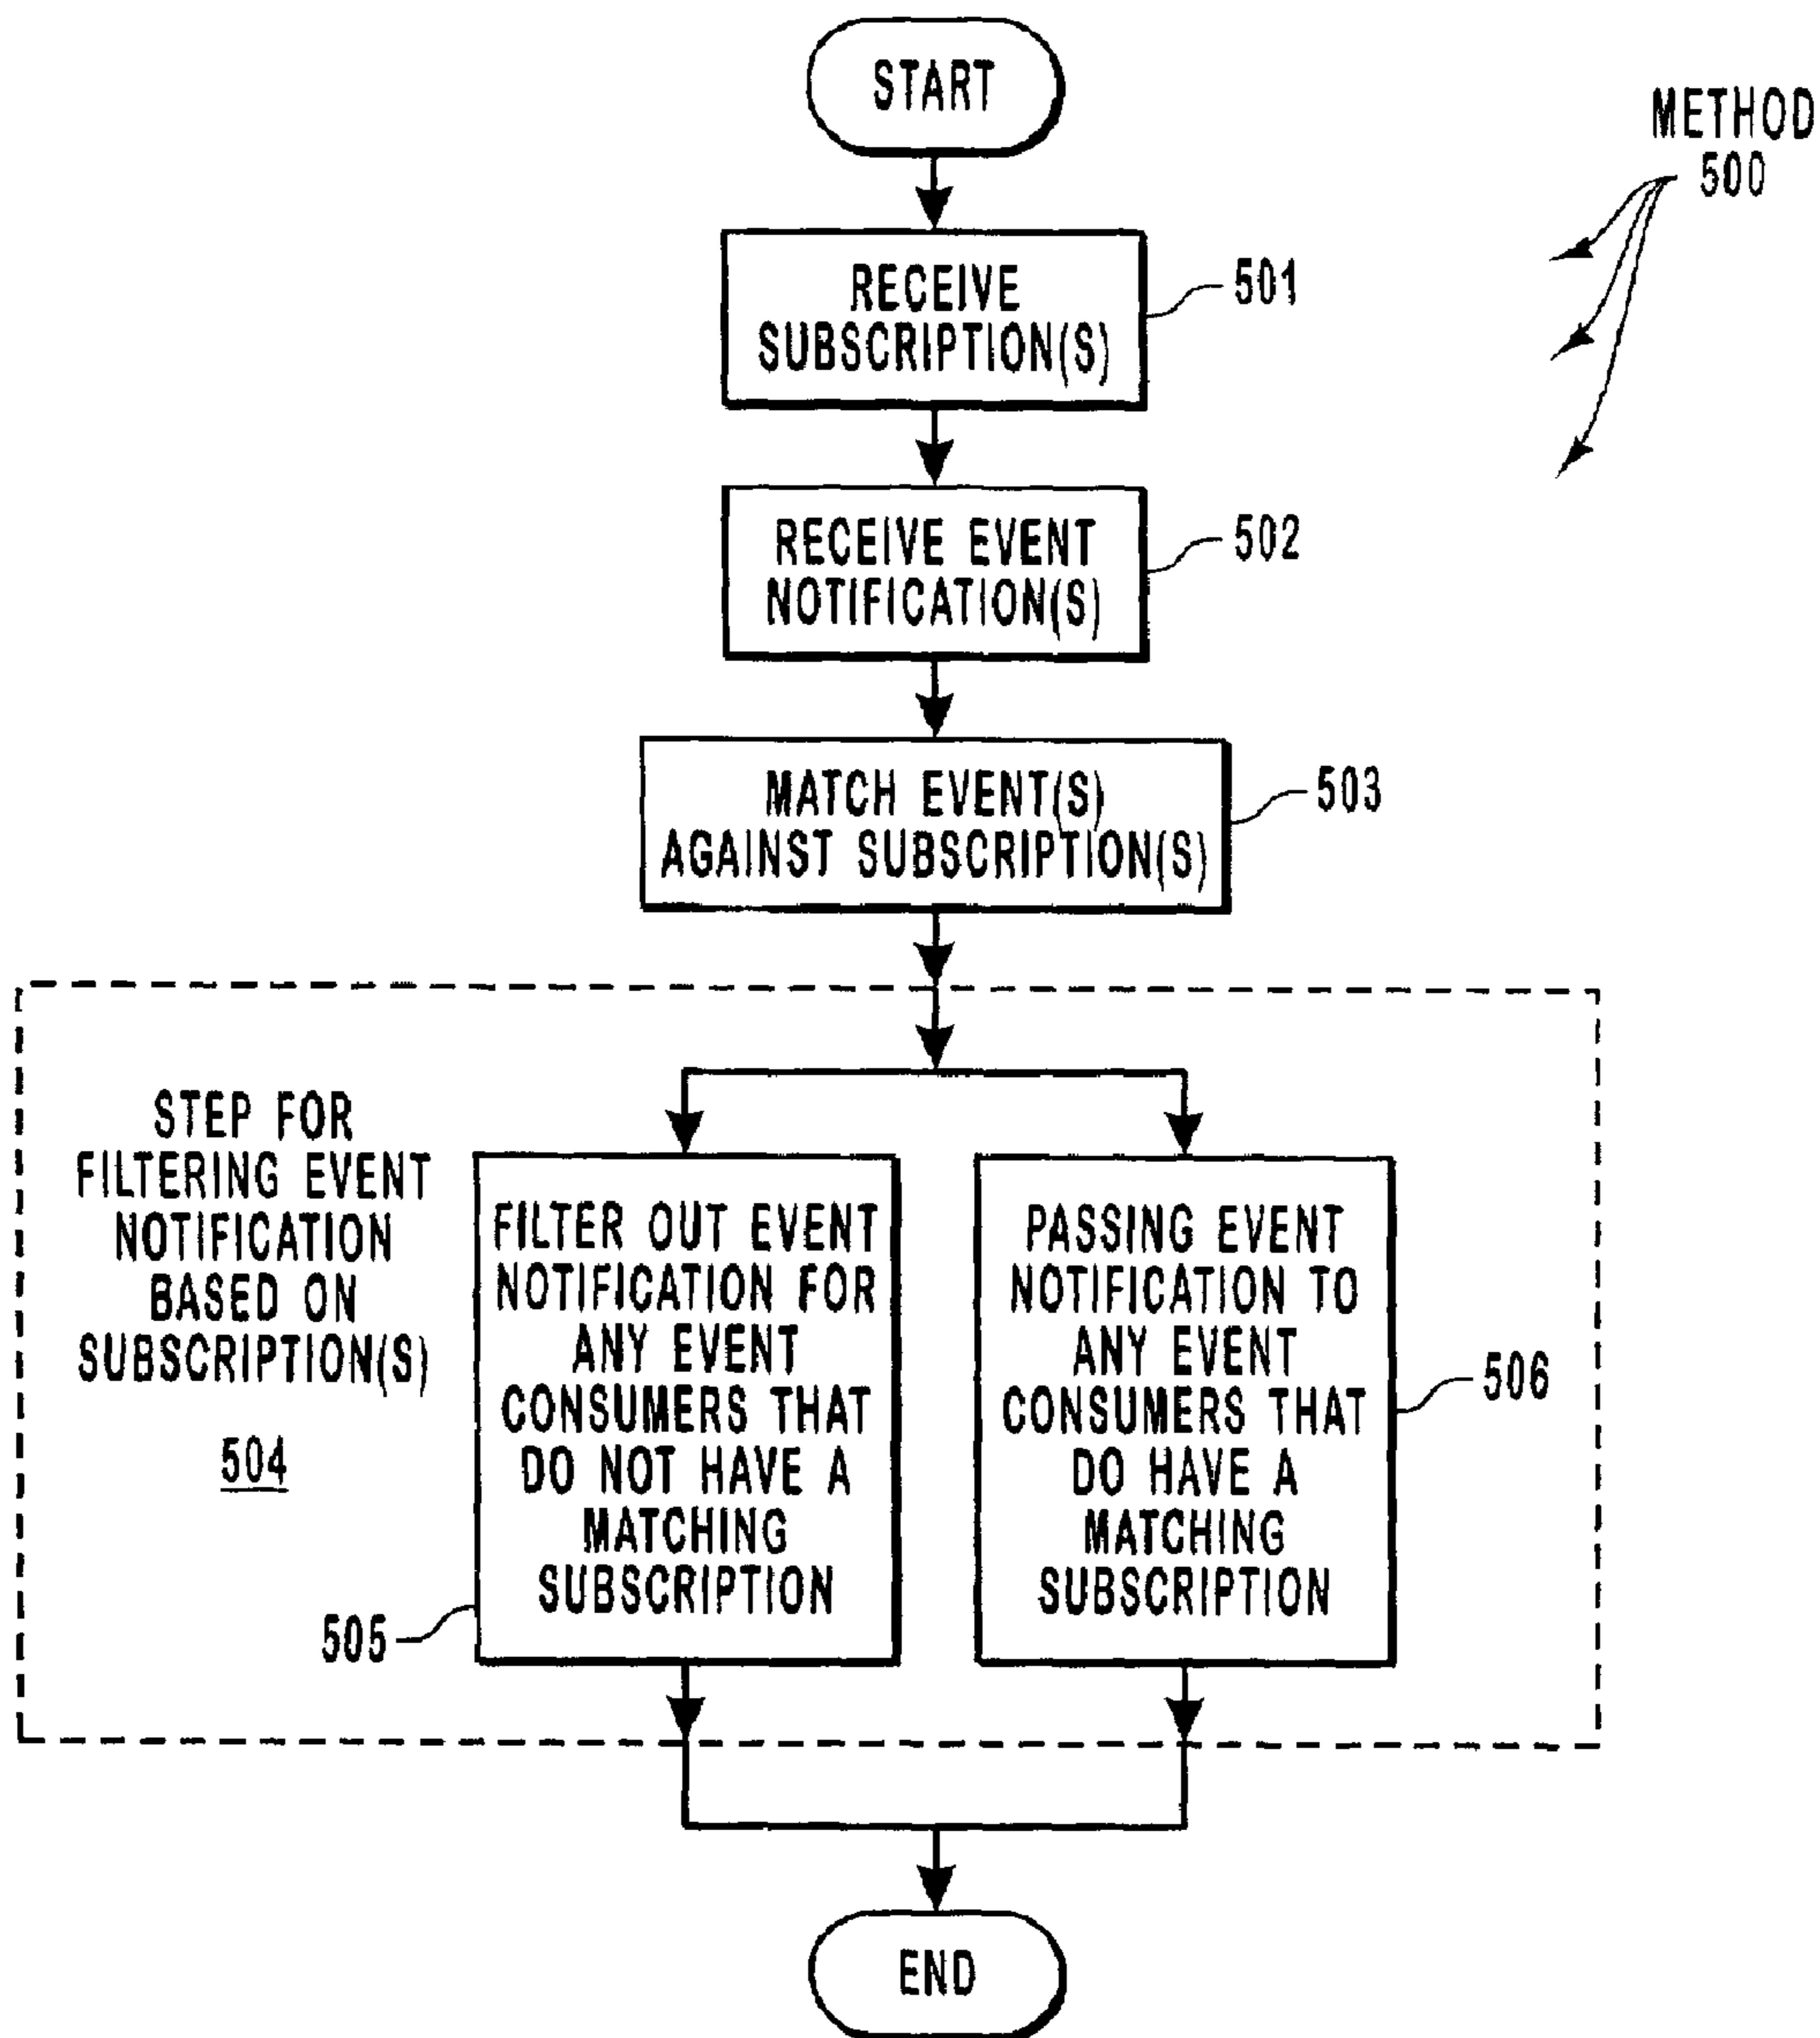 START
METHOD
500
RECEIVE
SUBSCRIPTION(S)
501
RECEIVE EVENT
NOTIFICATION(S)
502
MATCH EVENT(S)
AGAINST SUBSCRIPTION(S)
503
STEP FOR
FILTERING EVENT
NOTIFICATION
BASED ON
SUBSCRIPTION(S)
504
FILTER OUT EVENT
NOTIFICATION FOR
ANY EVENT
CONSUMERS THAT
DO NOT HAVE A
MATCHING
SUBSCRIPTION
505
PASSING EVENT
NOTIFICATION TO
ANY EVENT
CONSUMERS THAT
DO HAVE A
MATCHING
SUBSCRIPTION
506
END